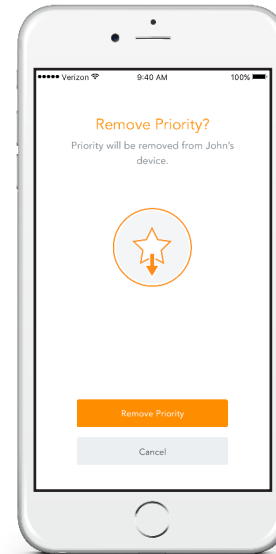 Verizon 9:40 AM 100%
Remove Priority?
Priority will be removed from John's
device.
Remove Priority
Cancel